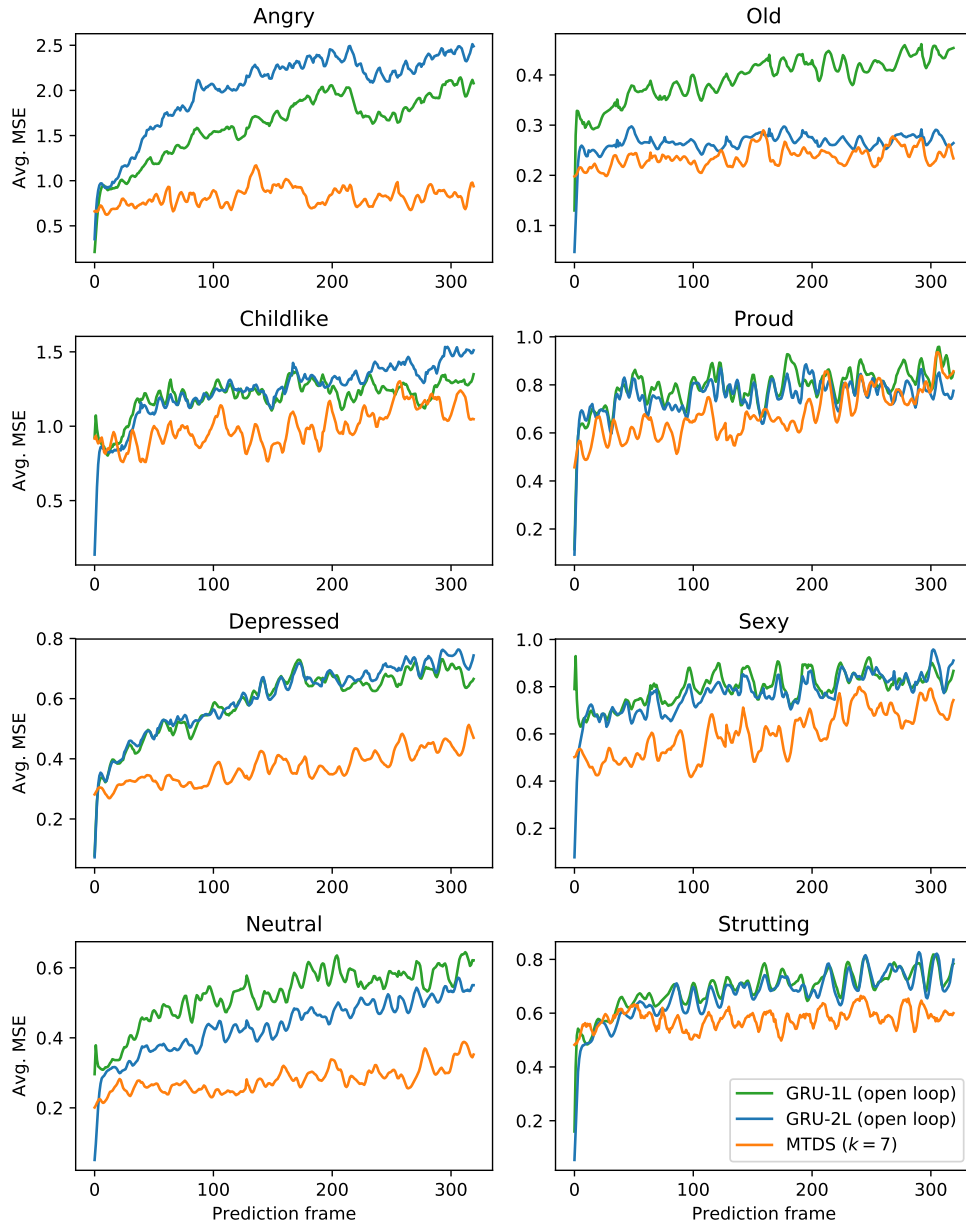 Angry
Avg. MSE
2.5
2.0
1.5
1.0
0.5
0 100 200 300
Old
0.4
0.3
0.2
0.1
0 100 200 300
Childlike
Avg. MSE
1.5
1.0
0.5
0 100 200 300
Proud
1.0
0.8
0.6
0.4
0.2
0 100 200 300
Depressed
Avg. MSE
0.8
0.6
0.4
0.2
0 100 200 300
Sexy
1.0
0.8
0.6
0.4
0.2
0 100 200 300
Neutral
Avg. MSE
0.6
0.4
0.2
0 100 200 300
Prediction frame
Strutting
0.8
0.6
0.4
0.2
GRU-1L (open loop)
GRU-2L (open loop)
MTDS (k = 7)
0 100 200 300
Prediction frame